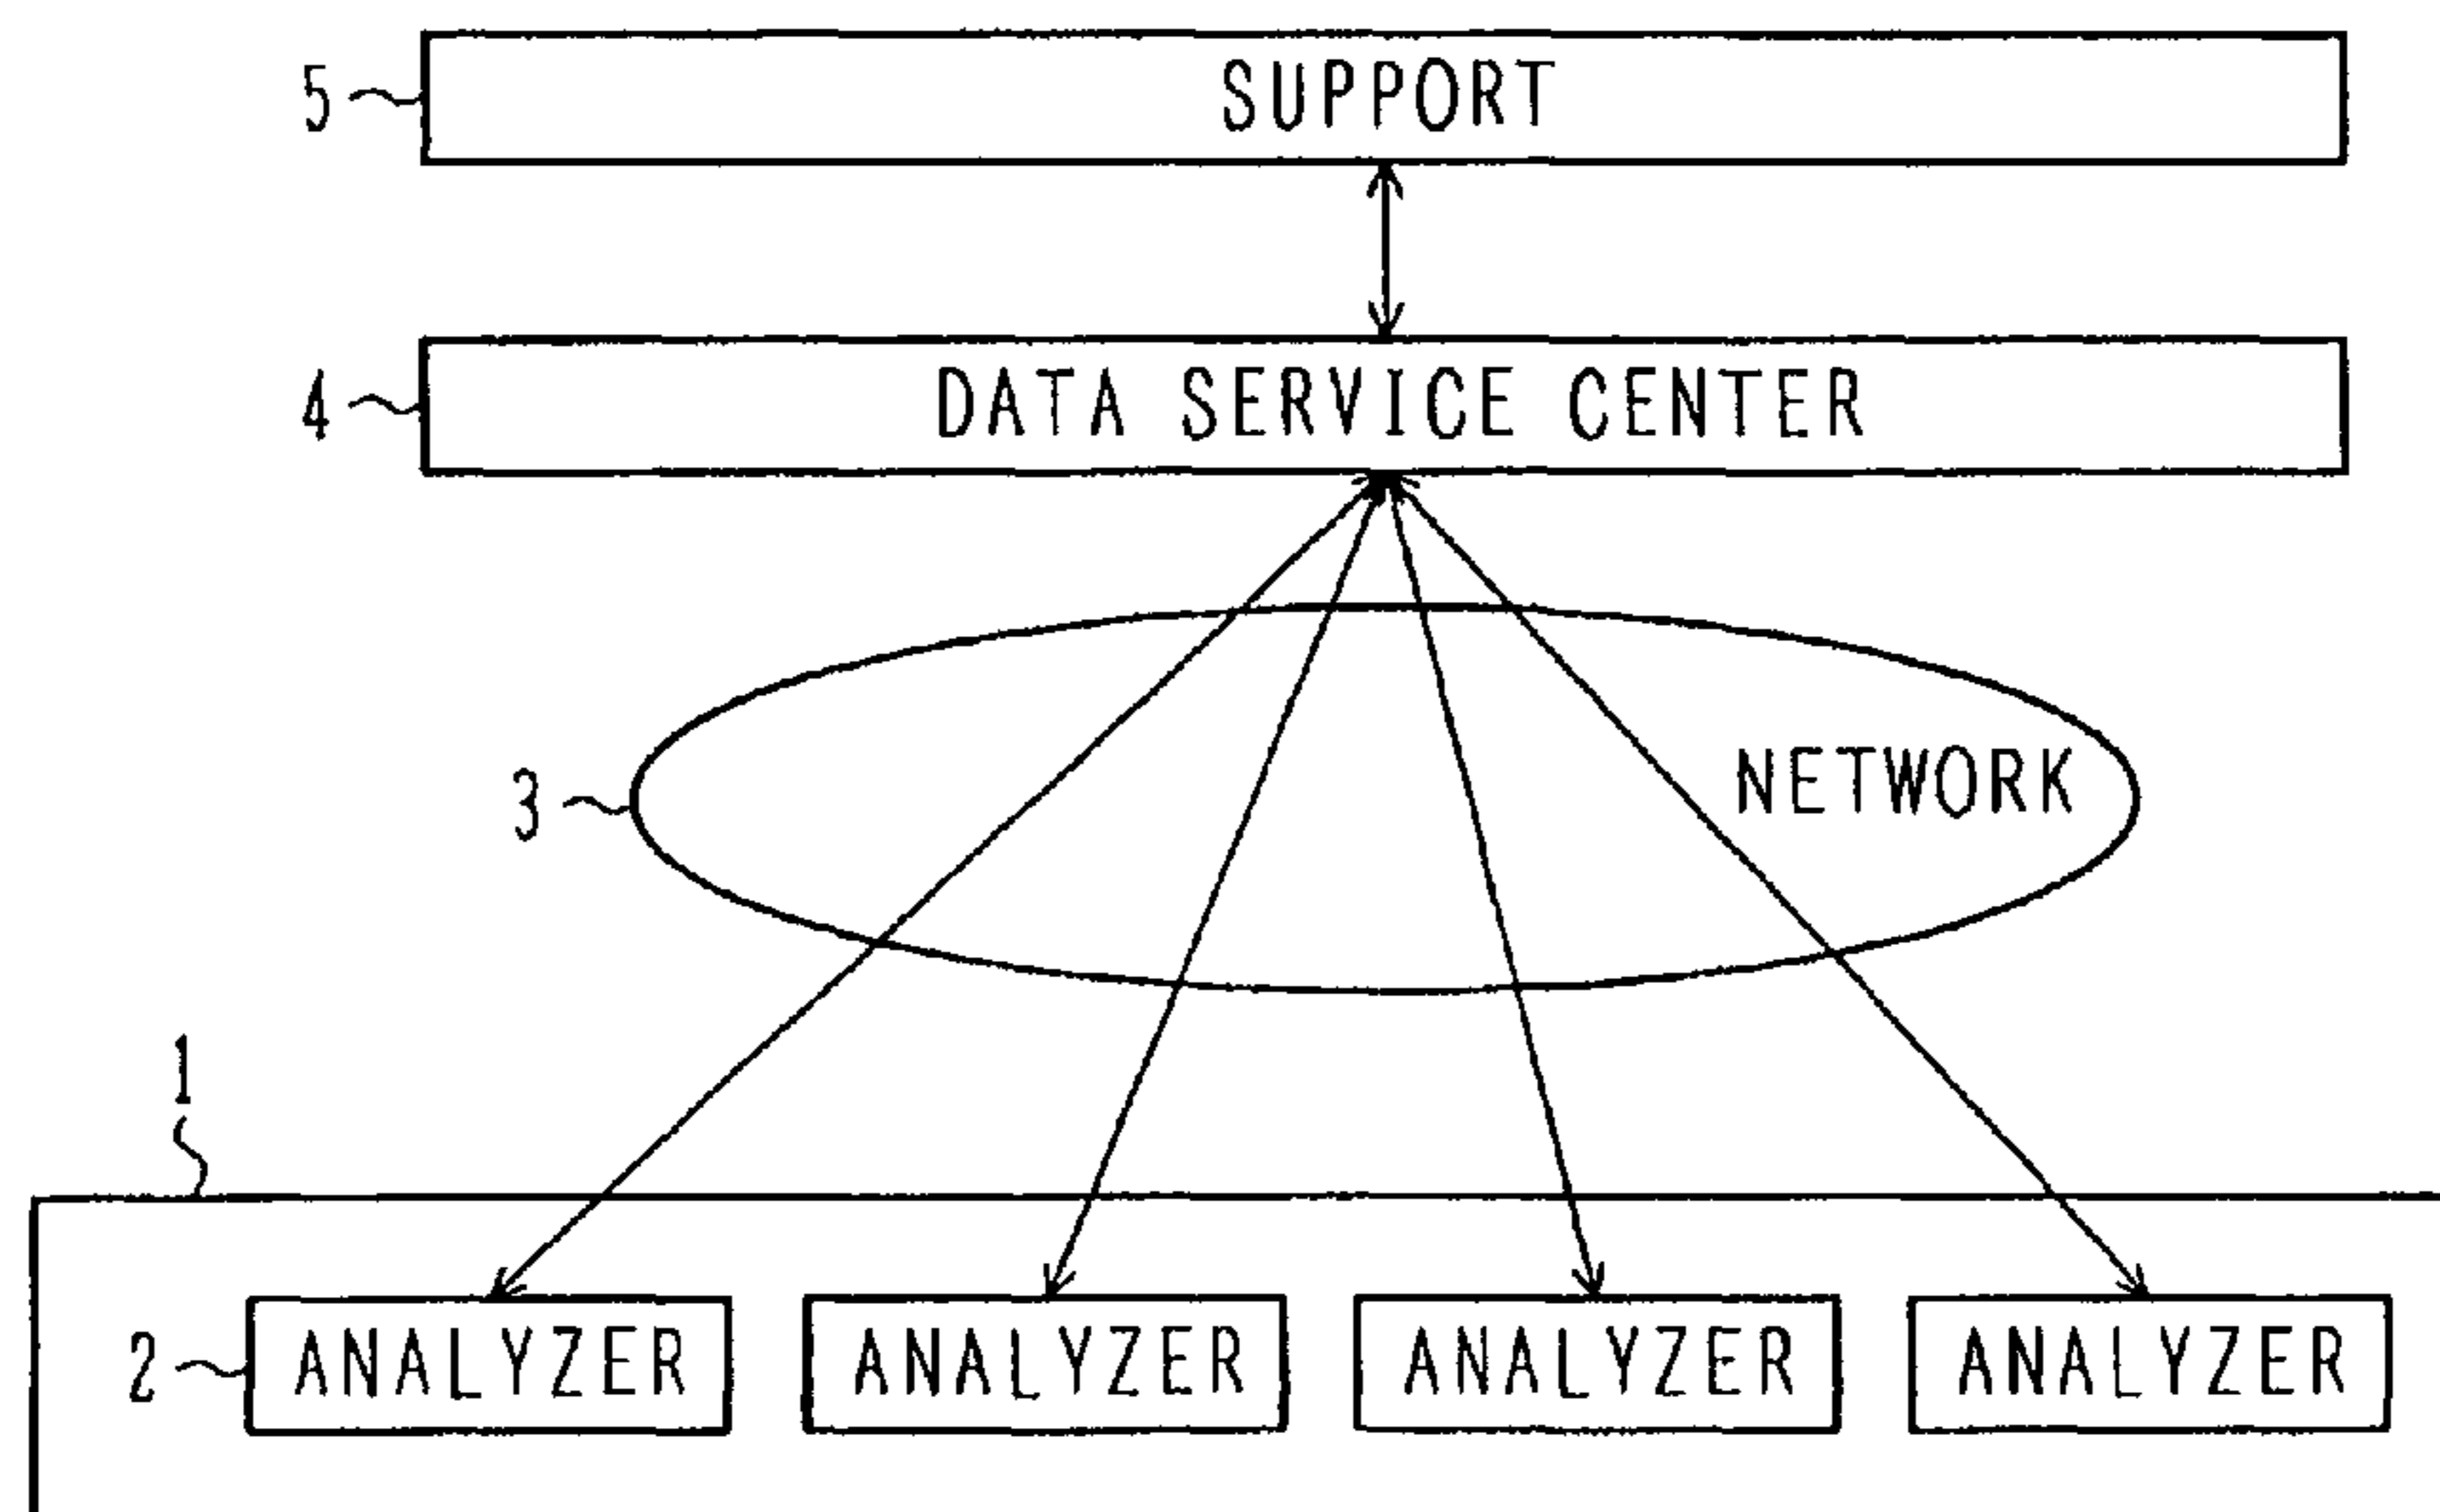 5 SUPPORT
4 DATA SERVICE CENTER
NETWORK
3
1
2 ANALYZER ANALYZER ANALYZER ANALYZER